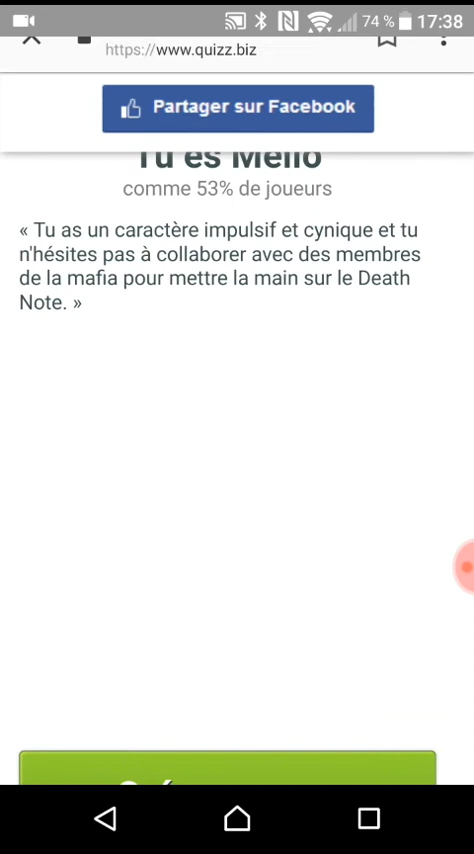 74 % 17:38
https://www.quizz.biz
Partager sur Facebook
Tu es Mello
comme 53% de joueurs
« Tu as un caractère impulsif et cynique et tu
n'hésites pas à collaborer avec des membres
de la mafia pour mettre la main sur le Death
Note. »